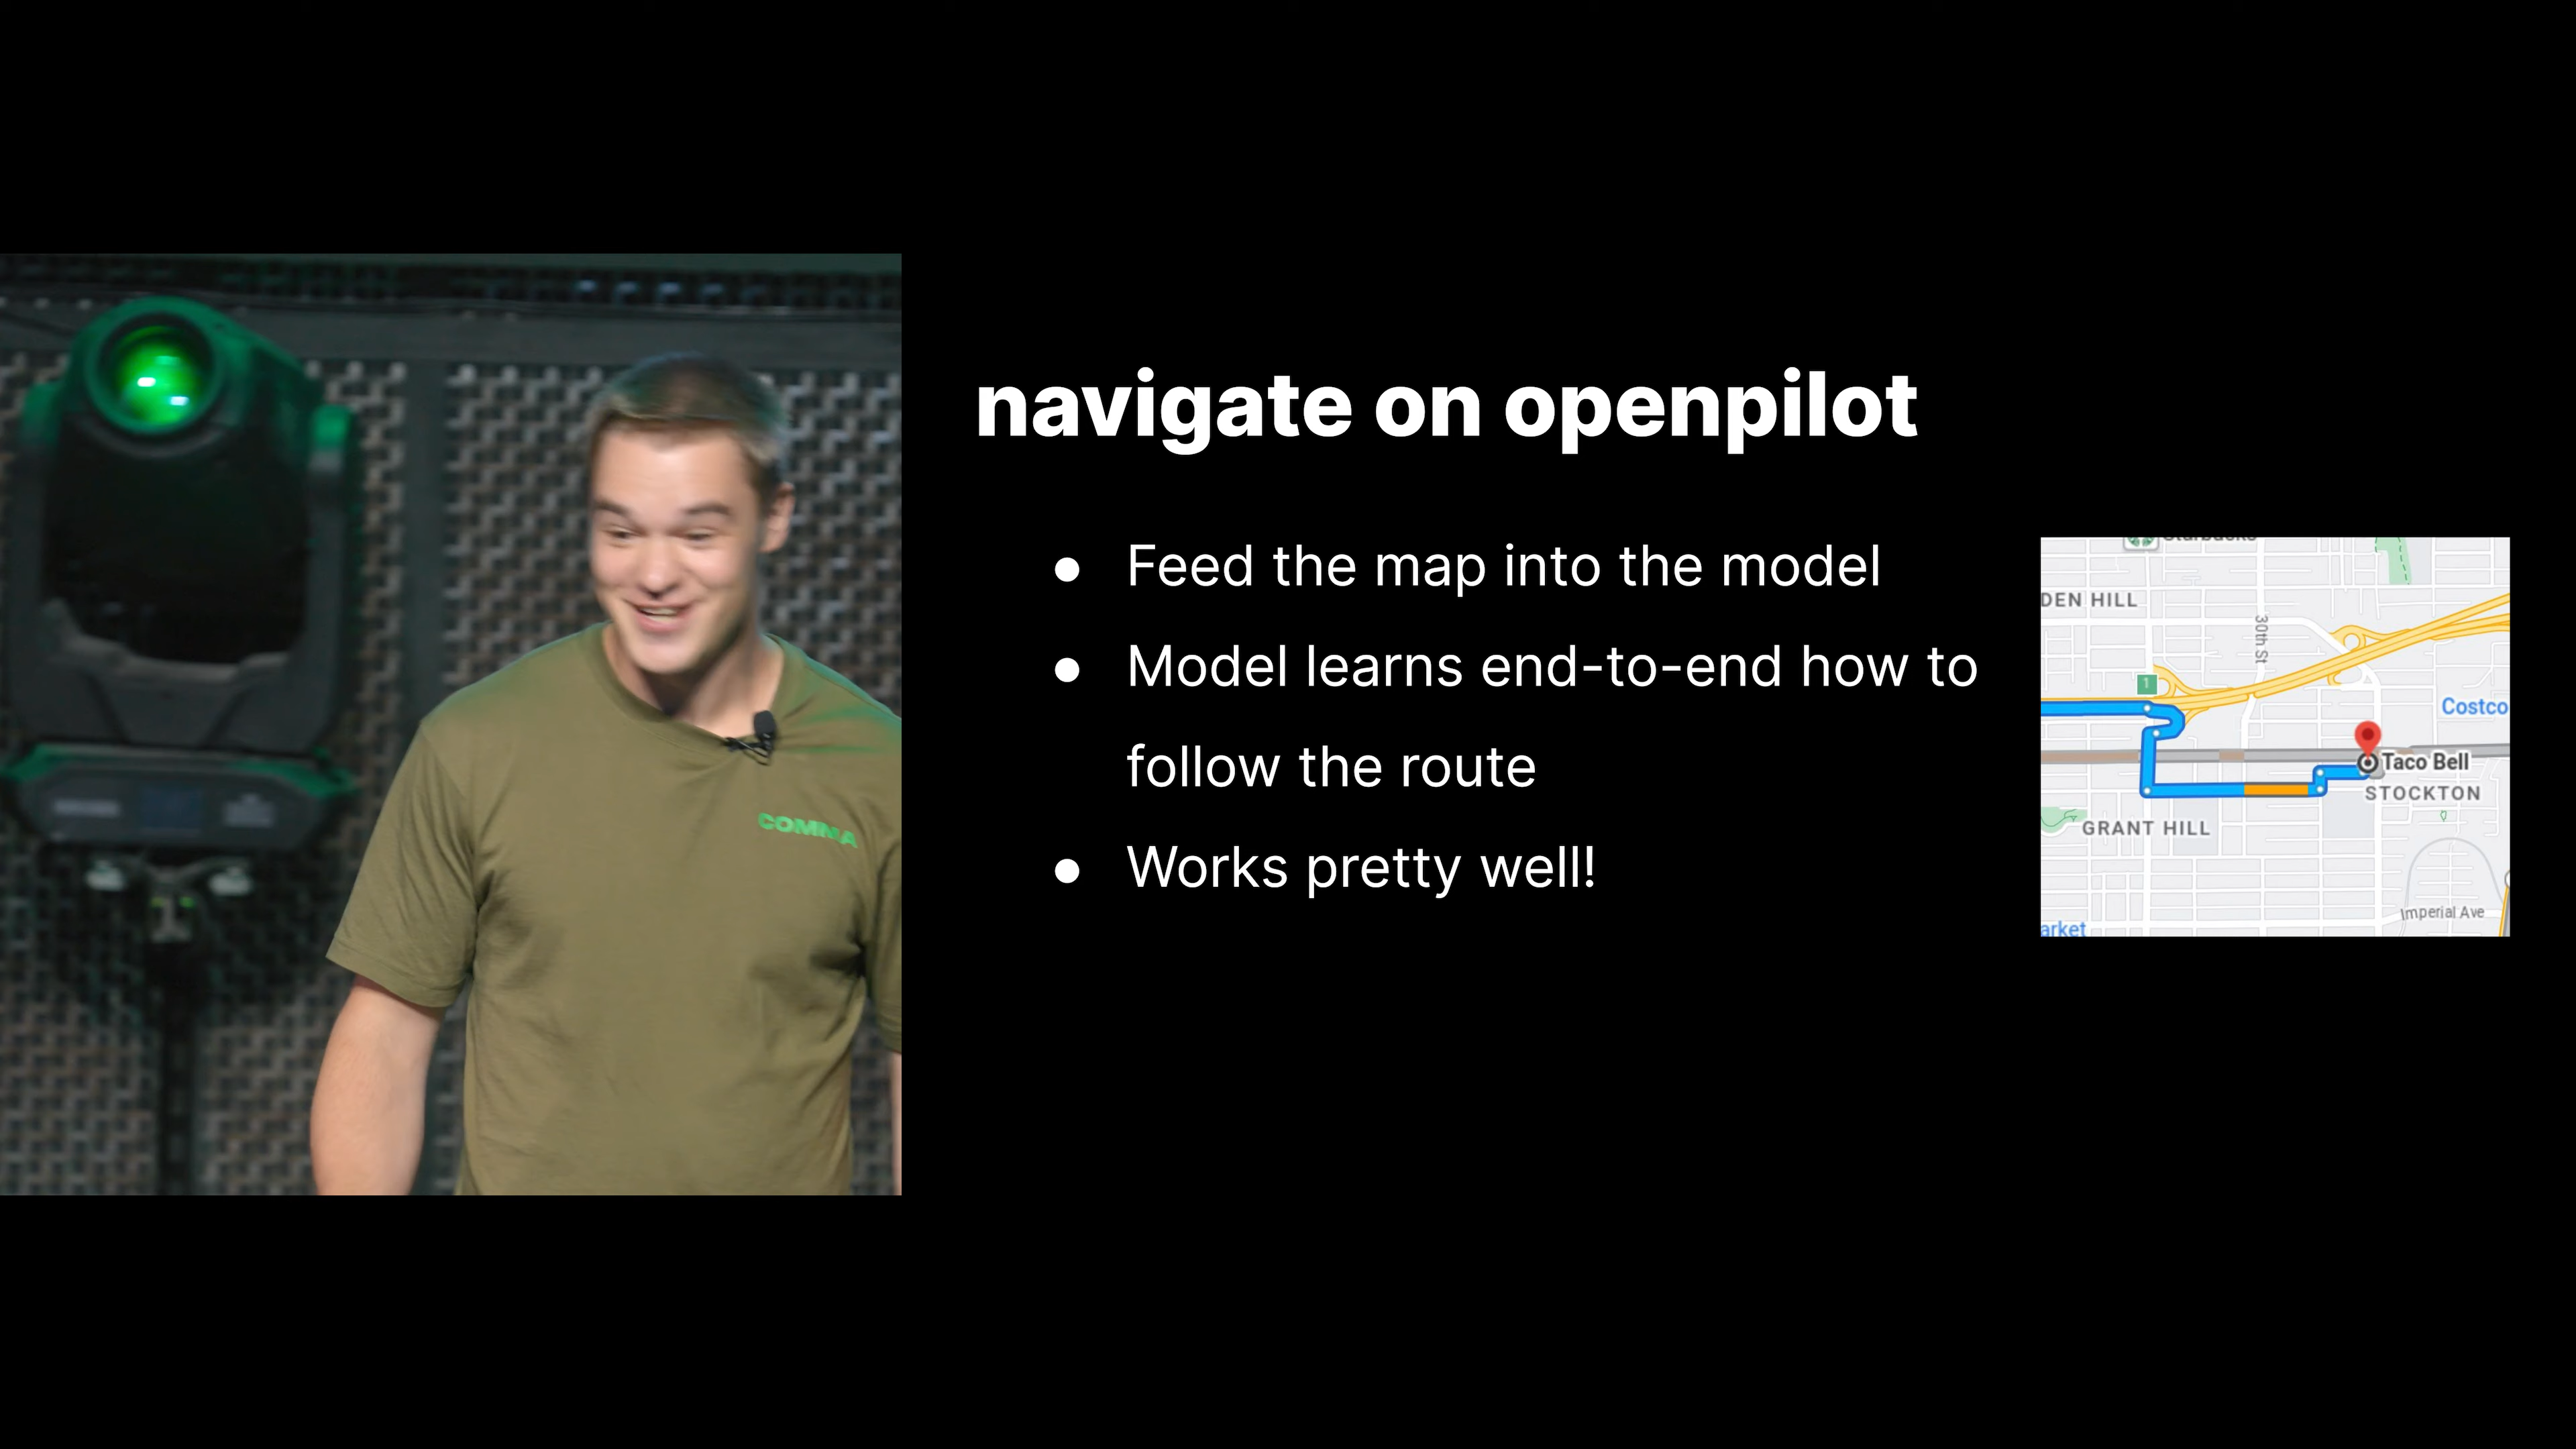 COMMA
navigate on openpilot
● Feed the map into the model
● Model learns end-to-end how to
follow the route
● Works pretty well!
DEN HILL
30th St
1
Costco
Taco Bell
STOCKTON
GRANT HILL
Imperial Ave
arket